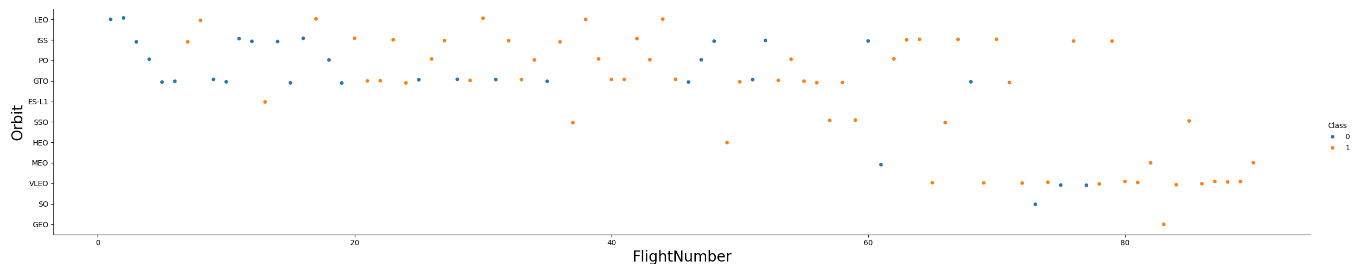 LEO
ISS
PO
GTO
ES-L1
SSO
HEO
MEO
VLEO
SO
GEO
Orbit
0
20
40
60
80
FlightNumber
Class
0
1